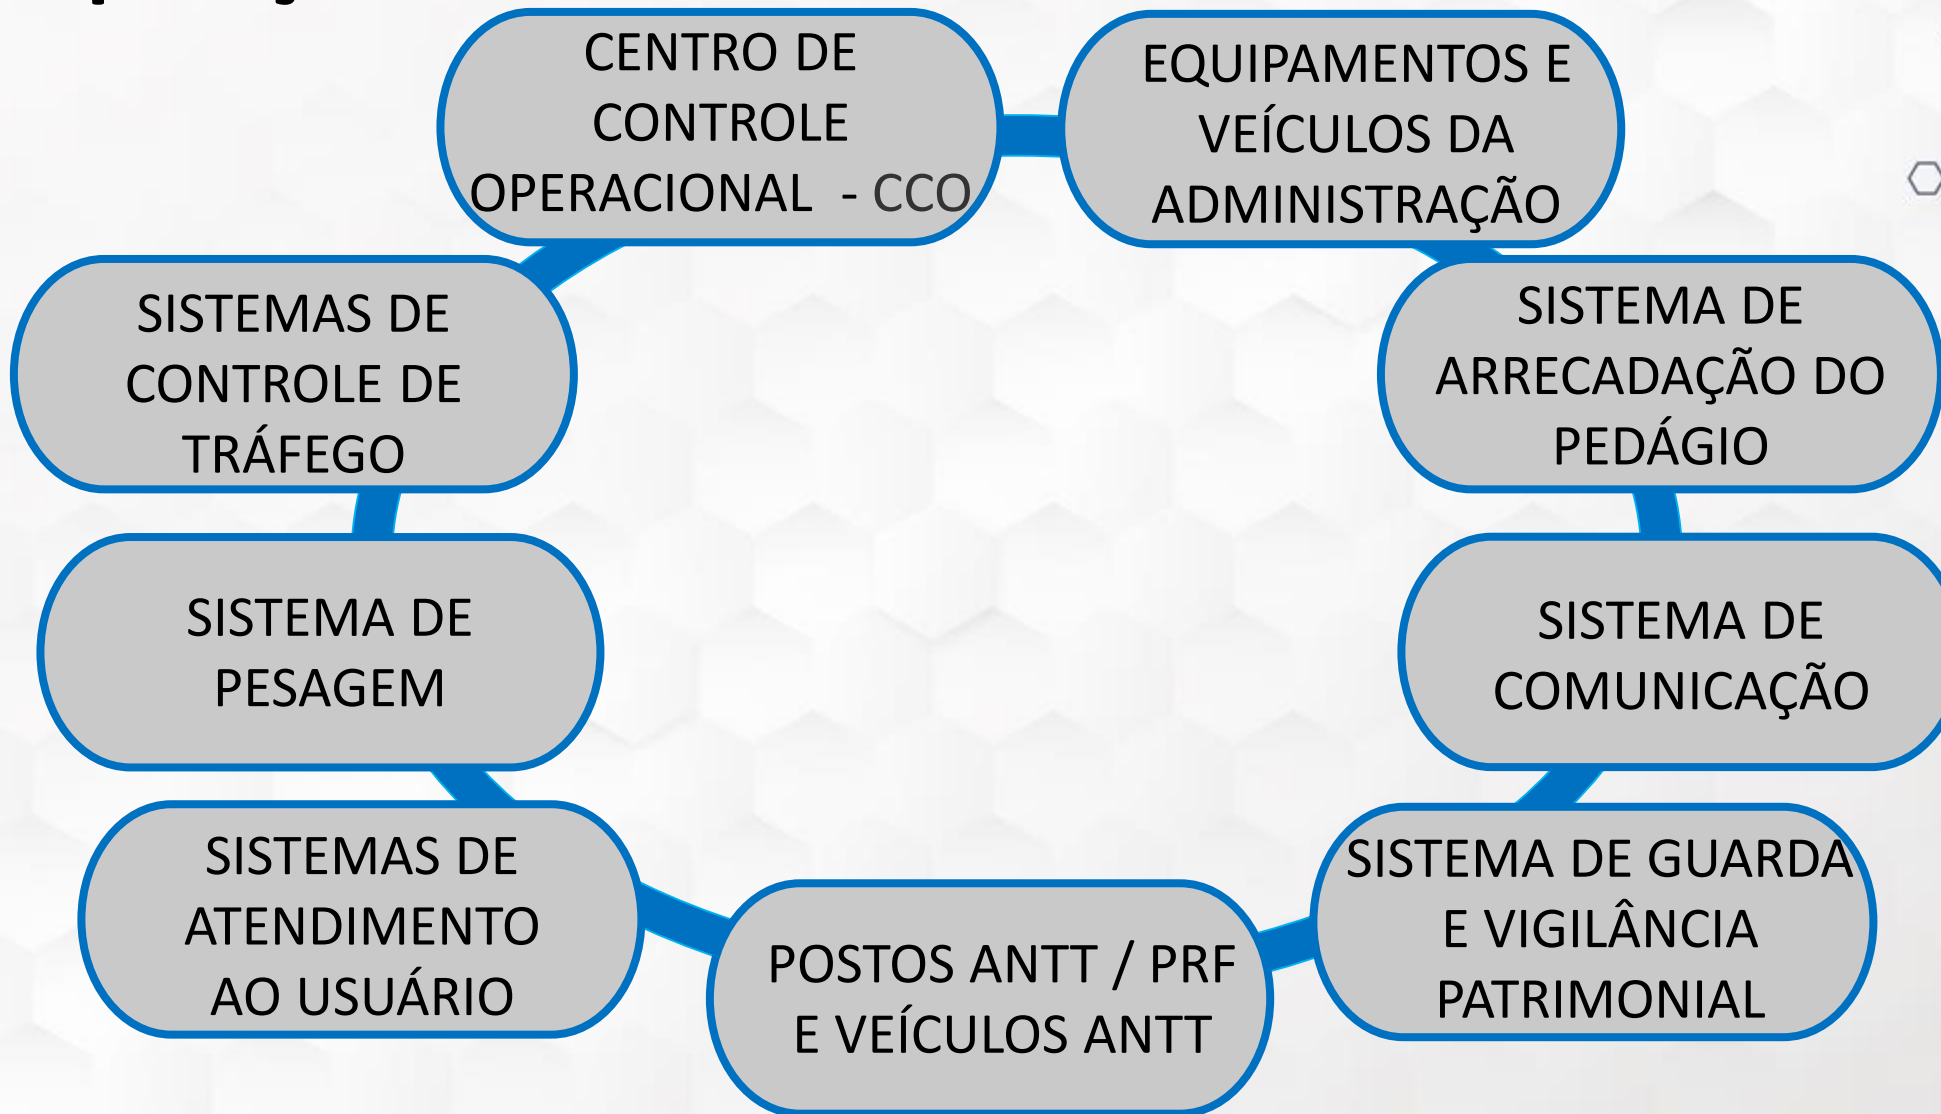 CENTRO DE
CONTROLE
OPERACIONAL - CCO
EQUIPAMENTOS E
VEÍCULOS DA
ADMINISTRAÇÃO
SISTEMA DE
ARRECADAÇÃO DO
PEDÁGIO
SISTEMA DE
COMUNICAÇÃO
SISTEMA DE GUARDA
E VIGILÂNCIA
PATRIMONIAL
POSTOS ANTT / PRF
E VEÍCULOS ANTT
SISTEMAS DE
ATENDIMENTO
AO USUÁRIO
SISTEMA DE
PESAGEM
SISTEMAS DE
CONTROLE DE
TRÁFEGO